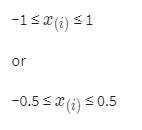 −1 ≤ x(i) ≤ 1
or
−0.5 ≤ x(i) ≤ 0.5